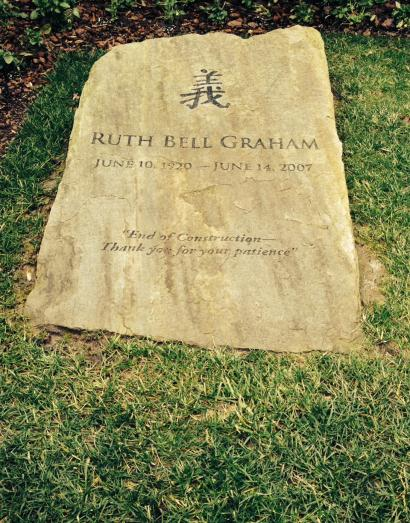 義
RUTH BELL GRAHAM
JUNE 10, 1920 — JUNE 14, 2007
"End of Construction—
Thank you for your patience"